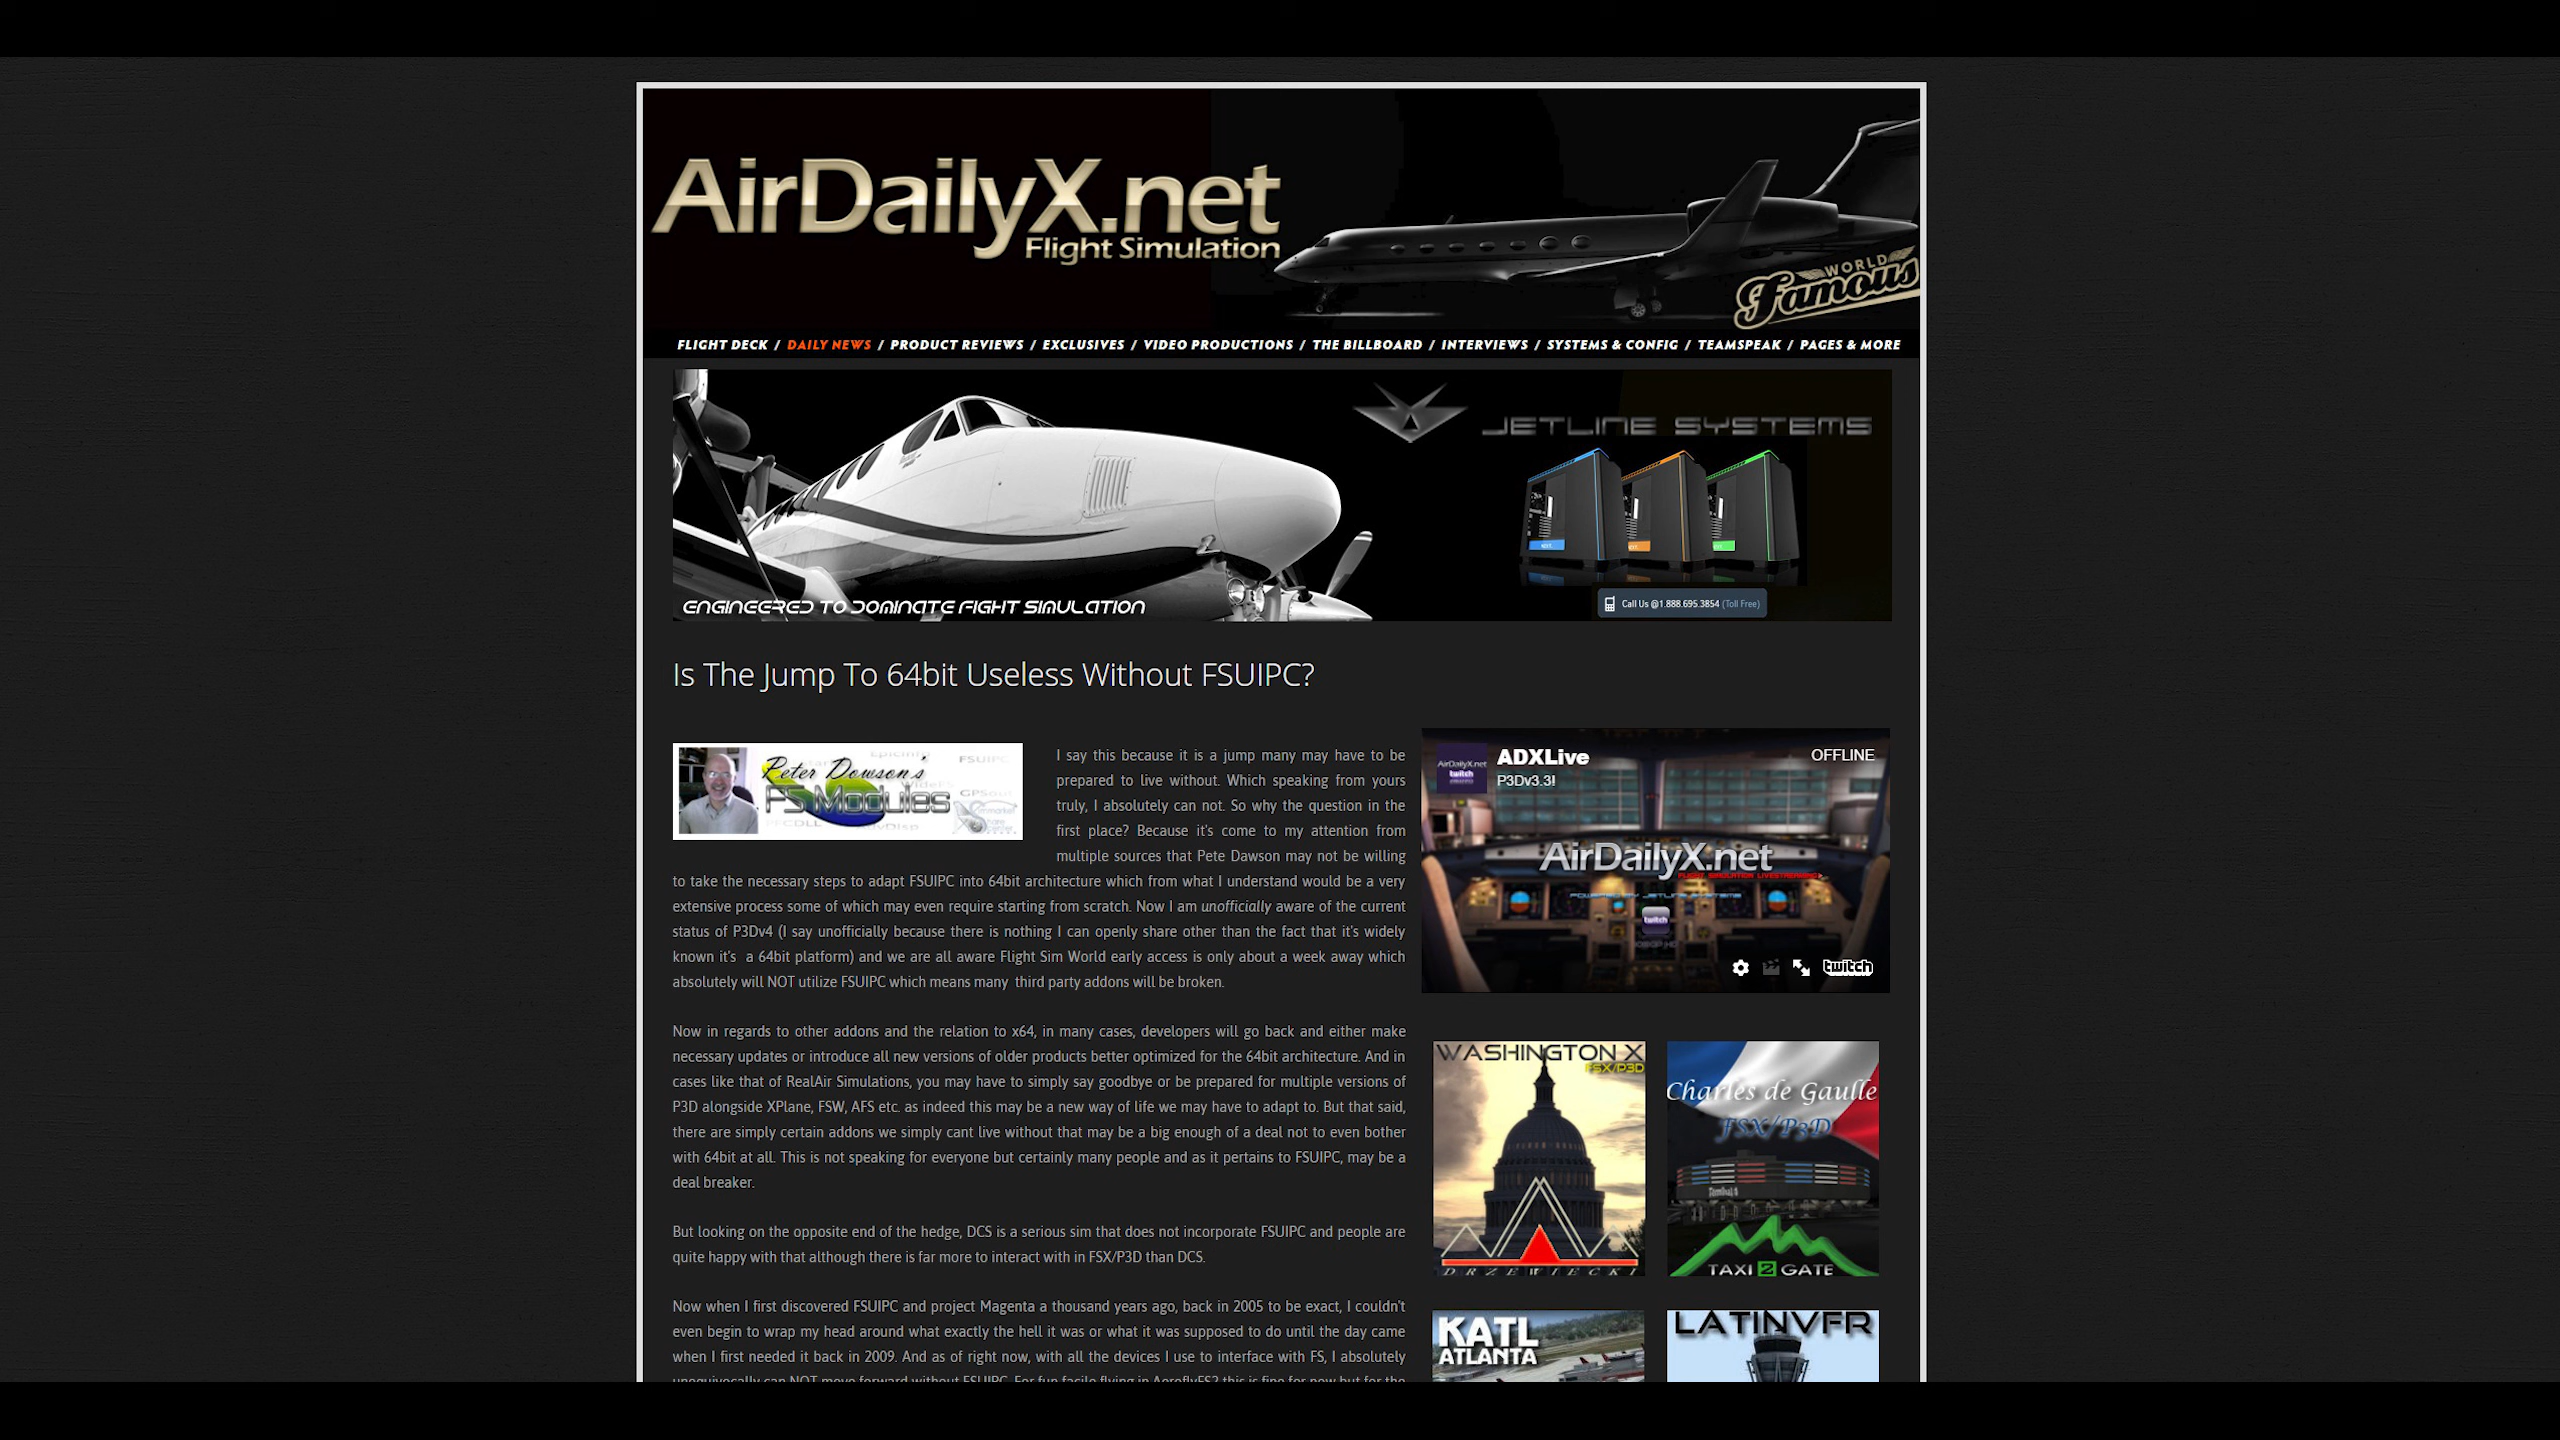 AirDailyX.net
Flight Simulation
WORLD
Famous
FLIGHT DECK / DAILY NEWS / PRODUCT REVIEWS / EXCLUSIVES / VIDEO PRODUCTIONS / THE BILLBOARD / INTERVIEWS / SYSTEMS & CONFIG / TEAMSPEAK / PAGES & MORE
JETLINE SYSTEMS
ENGINEERED TO DOMINATE FIGHT SIMULATION
Call Us @1.888.695.3854 (Toll Free)
Is The Jump To 64bit Useless Without FSUIPC?
Peter Dowson's
FS Modules
FSUIPC
GPSout
I say this because it is a jump many may have to be
prepared to live without. Which speaking from yours
truly, I absolutely can not. So why the question in the
first place? Because it's come to my attention from
multiple sources that Pete Dawson may not be willing
to take the necessary steps to adapt FSUIPC into 64bit architecture which from what I understand would be a very
extensive process some of which may even require starting from scratch. Now I am unofficially aware of the current
status of P3Dv4 (I say unofficially because there is nothing I can openly share other than the fact that it's widely
known it's a 64bit platform) and we are all aware Flight Sim World early access is only about a week away which
absolutely will NOT utilize FSUIPC which means many third party addons will be broken.
Now in regards to other addons and the relation to x64, in many cases, developers will go back and either make
necessary updates or introduce all new versions of older products better optimized for the 64bit architecture. And in
cases like that of RealAir Simulations, you may have to simply say goodbye or be prepared for multiple versions of
P3D alongside XPlane, FSW, AFS etc. as indeed this may be a new way of life we may have to adapt to. But that said,
there are simply certain addons we simply cant live without that may be a big enough of a deal not to even bother
with 64bit at all. This is not speaking for everyone but certainly many people and as it pertains to FSUIPC, may be a
deal breaker.
But looking on the opposite end of the hedge, DCS is a serious sim that does not incorporate FSUIPC and people are
quite happy with that although there is far more to interact with in FSX/P3D than DCS.
Now when I first discovered FSUIPC and project Magenta a thousand years ago, back in 2005 to be exact, I couldn't
even begin to wrap my head around what exactly the hell it was or what it was supposed to do until the day came
when I first needed it back in 2009. And as of right now, with all the devices I use to interface with FS, I absolutely
unequivocally can NOT move forward without FSUIPC. For fun facile flying in AeroflyFS2 this is fine for now but for the
AirDailyX.net
twitch
ADXLive
P3Dv3.3!
OFFLINE
AirDailyX.net
FLIGHT SIMULATION LIVESTREAMING
POWERED BY JETLINE SYSTEMS
twitch
1080P HD
twitch
WASHINGTON X
FSX/P3D
DRZEWIECKI
Charles de Gaulle
FSX/P3D
Terminal 1
TAXI 2 GATE
KATL
ATLANTA
LATINVFR